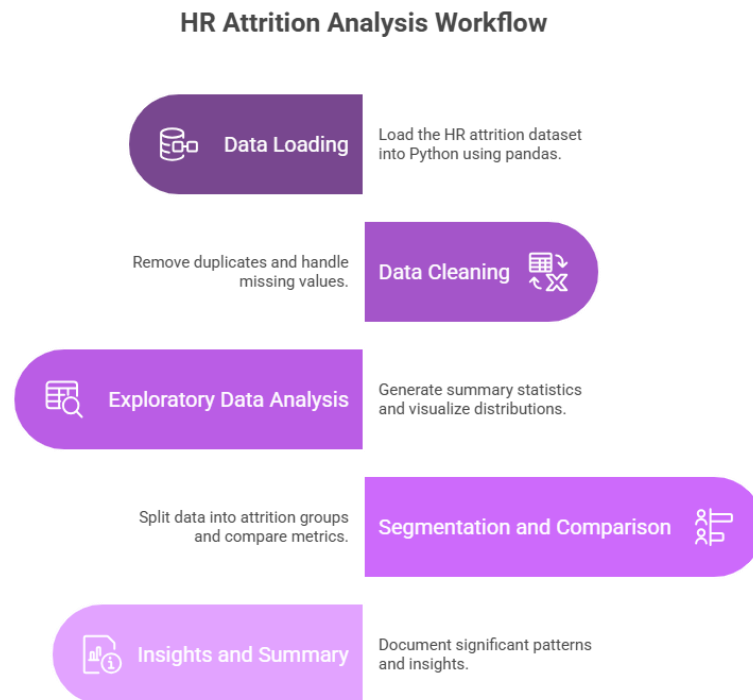 HR Attrition Analysis Workflow
Data Loading
Load the HR attrition dataset
into Python using pandas.
Remove duplicates and handle
missing values.
Data Cleaning
Exploratory Data Analysis
Generate summary statistics
and visualize distributions.
Split data into attrition groups
and compare metrics.
Segmentation and Comparison
Insights and Summary
Document significant patterns
and insights.